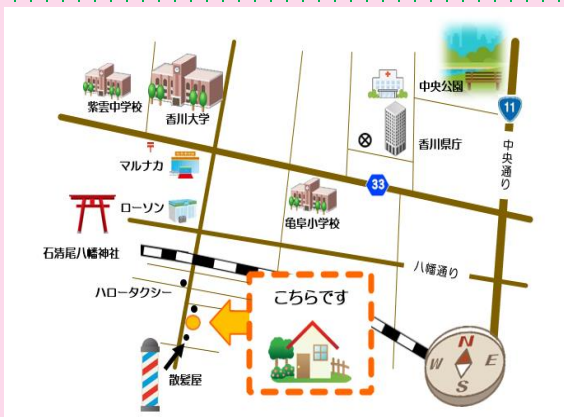 中央公園
11
紫雲中学校
香川大学
香川県庁
中央通り
マルナカ
33
ローソン
亀阜小学校
石清尾八幡神社
八幡通り
ハロータクシー
こちらです
N
W
E
S
散髪屋